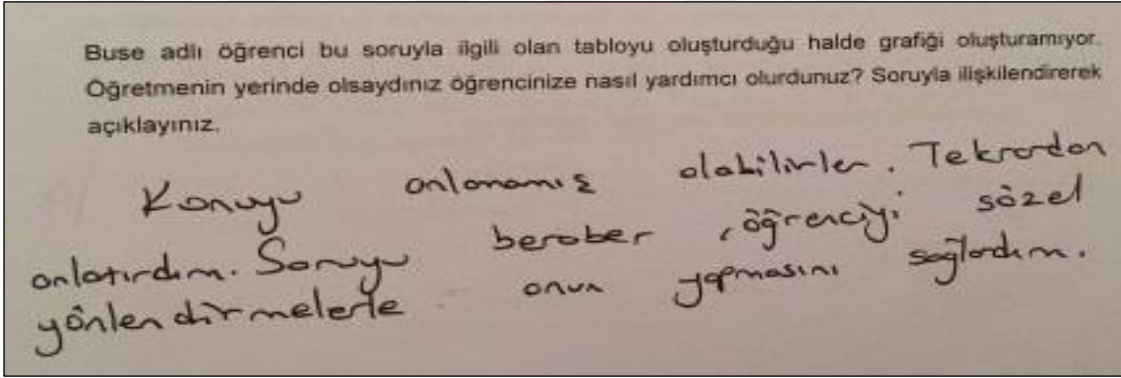 Buse adlı öğrenci bu soruyla ilgili olan tabloyu oluşturduğu halde grafiği oluşturamıyor.
Öğretmenin yerinde olsaydınız öğrencinize nasıl yardımcı olurdunuz? Soruyla ilişkilendirerek
açıklayınız.
Konuyu anlamamış olabilirler. Tekrardan
anlatırdım. Soruyu beraber, öğrenciyi sözel
yönlendirmelerle onun yapmasını sağlardım.